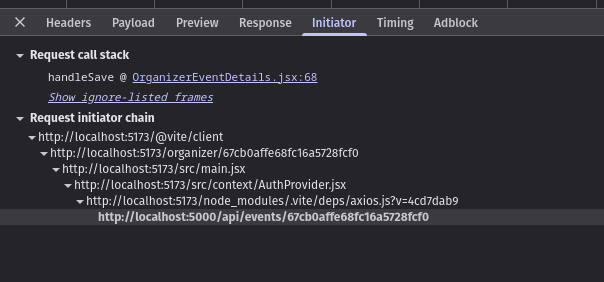 Headers Payload Preview Response Initiator Timing Adblock
Request call stack
handleSave @ OrganizerEventDetails.jsx:68
Show ignore-listed frames
Request initiator chain
http://localhost:5173/@vite/client
http://localhost:5173/organizer/67cb0affe68fc16a5728fcf0
http://localhost:5173/src/main.jsx
http://localhost:5173/src/context/AuthProvider.jsx
http://localhost:5173/node_modules/.vite/deps/axios.js?v=4cd7dab9
http://localhost:5000/api/events/67cb0affe68fc16a5728fcf0